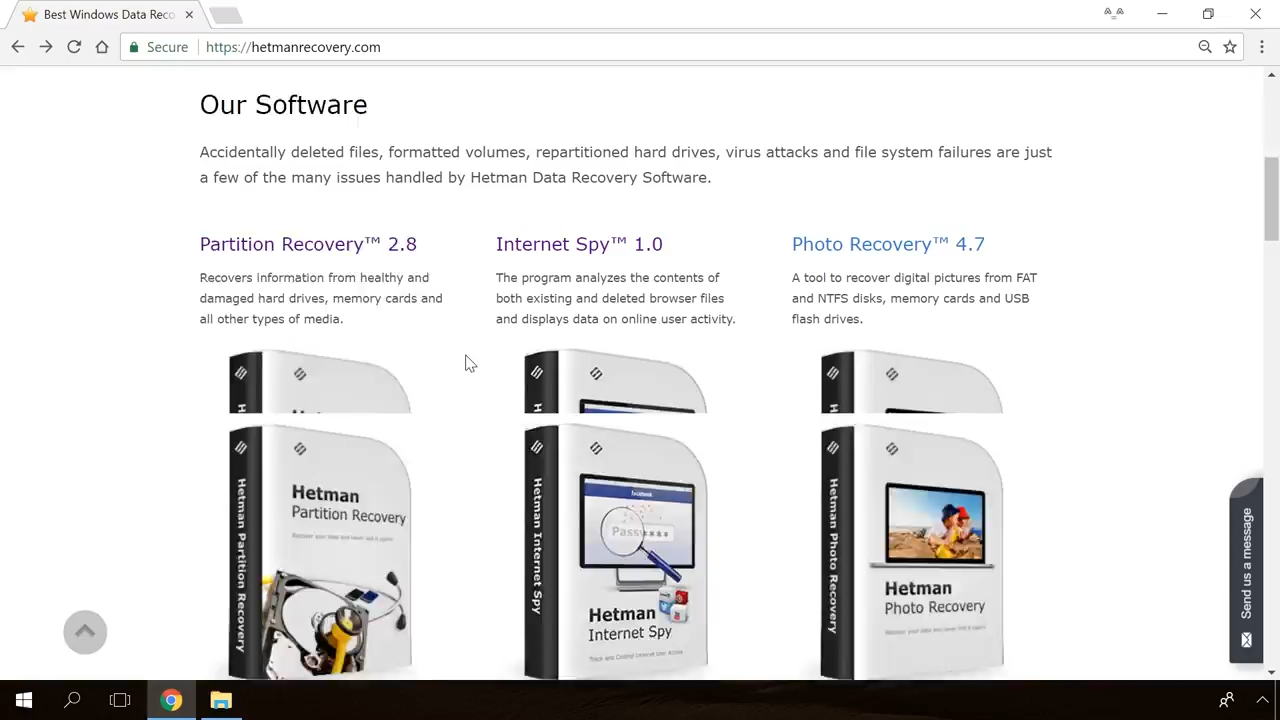 Best Windows Data Reco
Secure
https://hetmanrecovery.com
Our Software
Accidentally deleted files, formatted volumes, repartitioned hard drives, virus attacks and file system failures are just
a few of the many issues handled by Hetman Data Recovery Software.
Partition Recovery™ 2.8
Recovers information from healthy and
damaged hard drives, memory cards and
all other types of media.
Internet Spy™ 1.0
The program analyzes the contents of
both existing and deleted browser files
and displays data on online user activity.
Photo Recovery™ 4.7
A tool to recover digital pictures from FAT
and NTFS disks, memory cards and USB
flash drives.
Hetman Partition Recovery
Hetman
Partition Recovery
Hetman Internet Spy
facebook
Passw****
Hetman
Internet Spy
Hetman Photo Recovery
Hetman
Photo Recovery
Send us a message